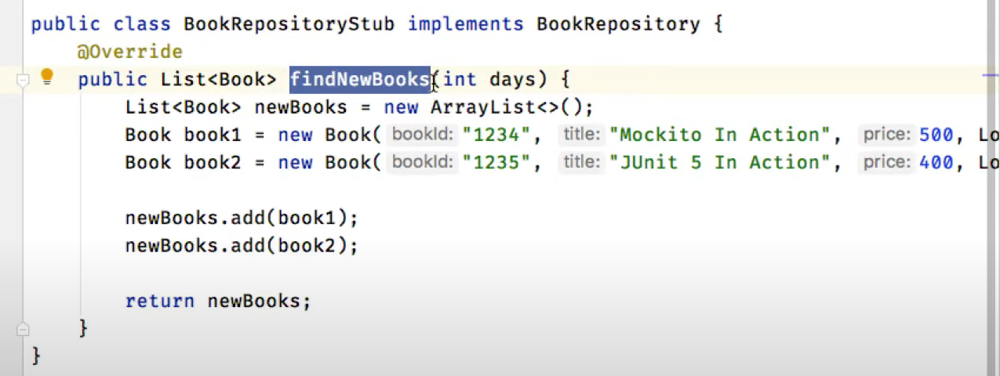 public class BookRepositoryStub implements BookRepository {
@Override
public List<Book> findNewBooks(int days) {
List<Book> newBooks = new ArrayList<>();
Book book1 = new Book( bookId: "1234", title: "Mockito In Action", price: 500, Lo
Book book2 = new Book( bookId: "1235", title: "JUnit 5 In Action", price: 400, Lo
newBooks.add(book1);
newBooks.add(book2);
return newBooks;
}
}